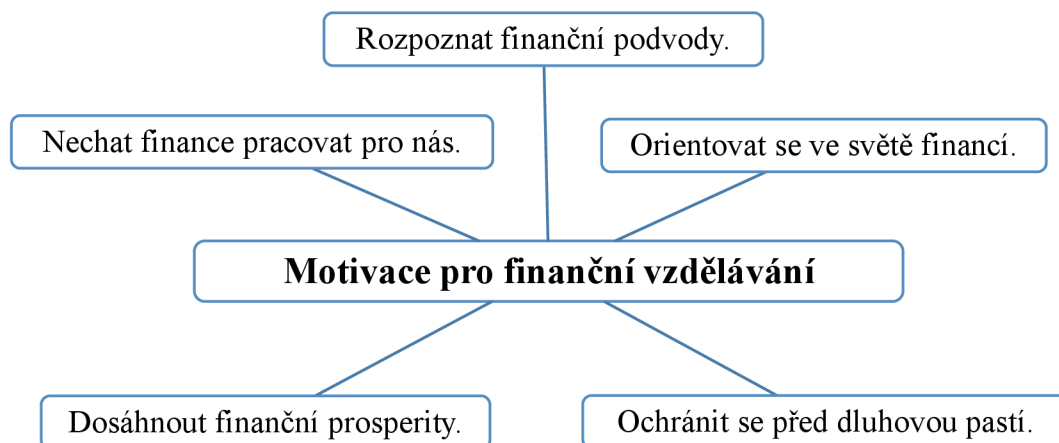 Rozpoznat finanční podvody.
Nechat finance pracovat pro nás.
Orientovat se ve světě financí.
Motivace pro finanční vzdělávání
Dosáhnout finanční prosperity.
Ochránit se před dluhovou pastí.